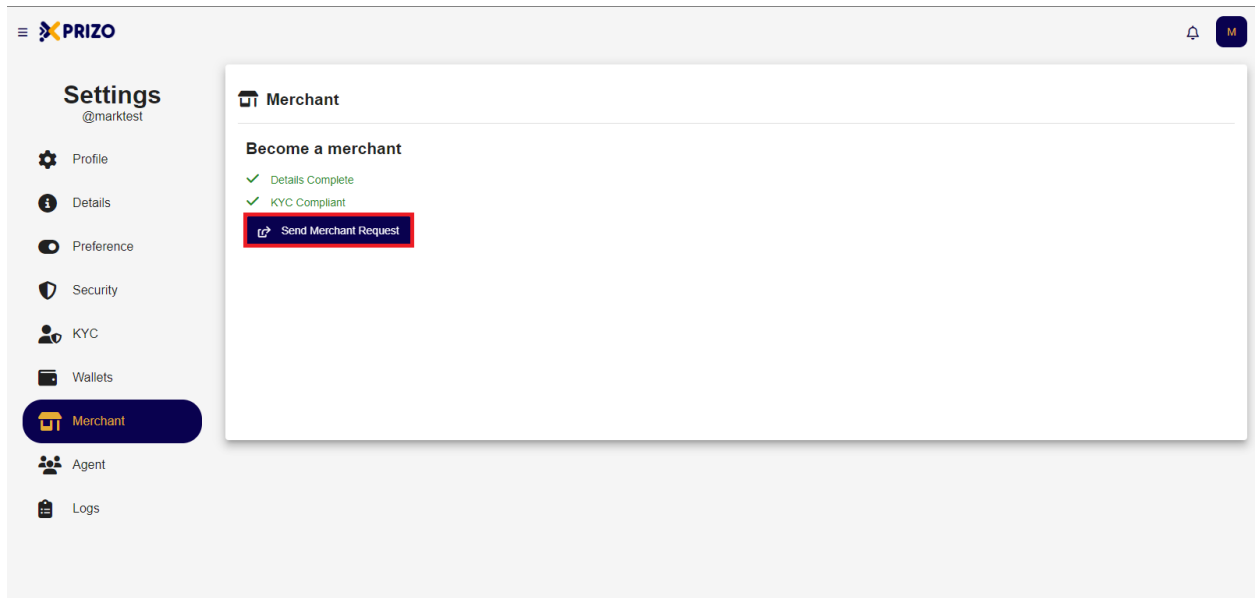 XPRIZO
M
Settings
@marktest
Profile
Details
Preference
Security
KYC
Wallets
Merchant
Agent
Logs
Merchant
Become a merchant
Details Complete
KYC Compliant
Send Merchant Request